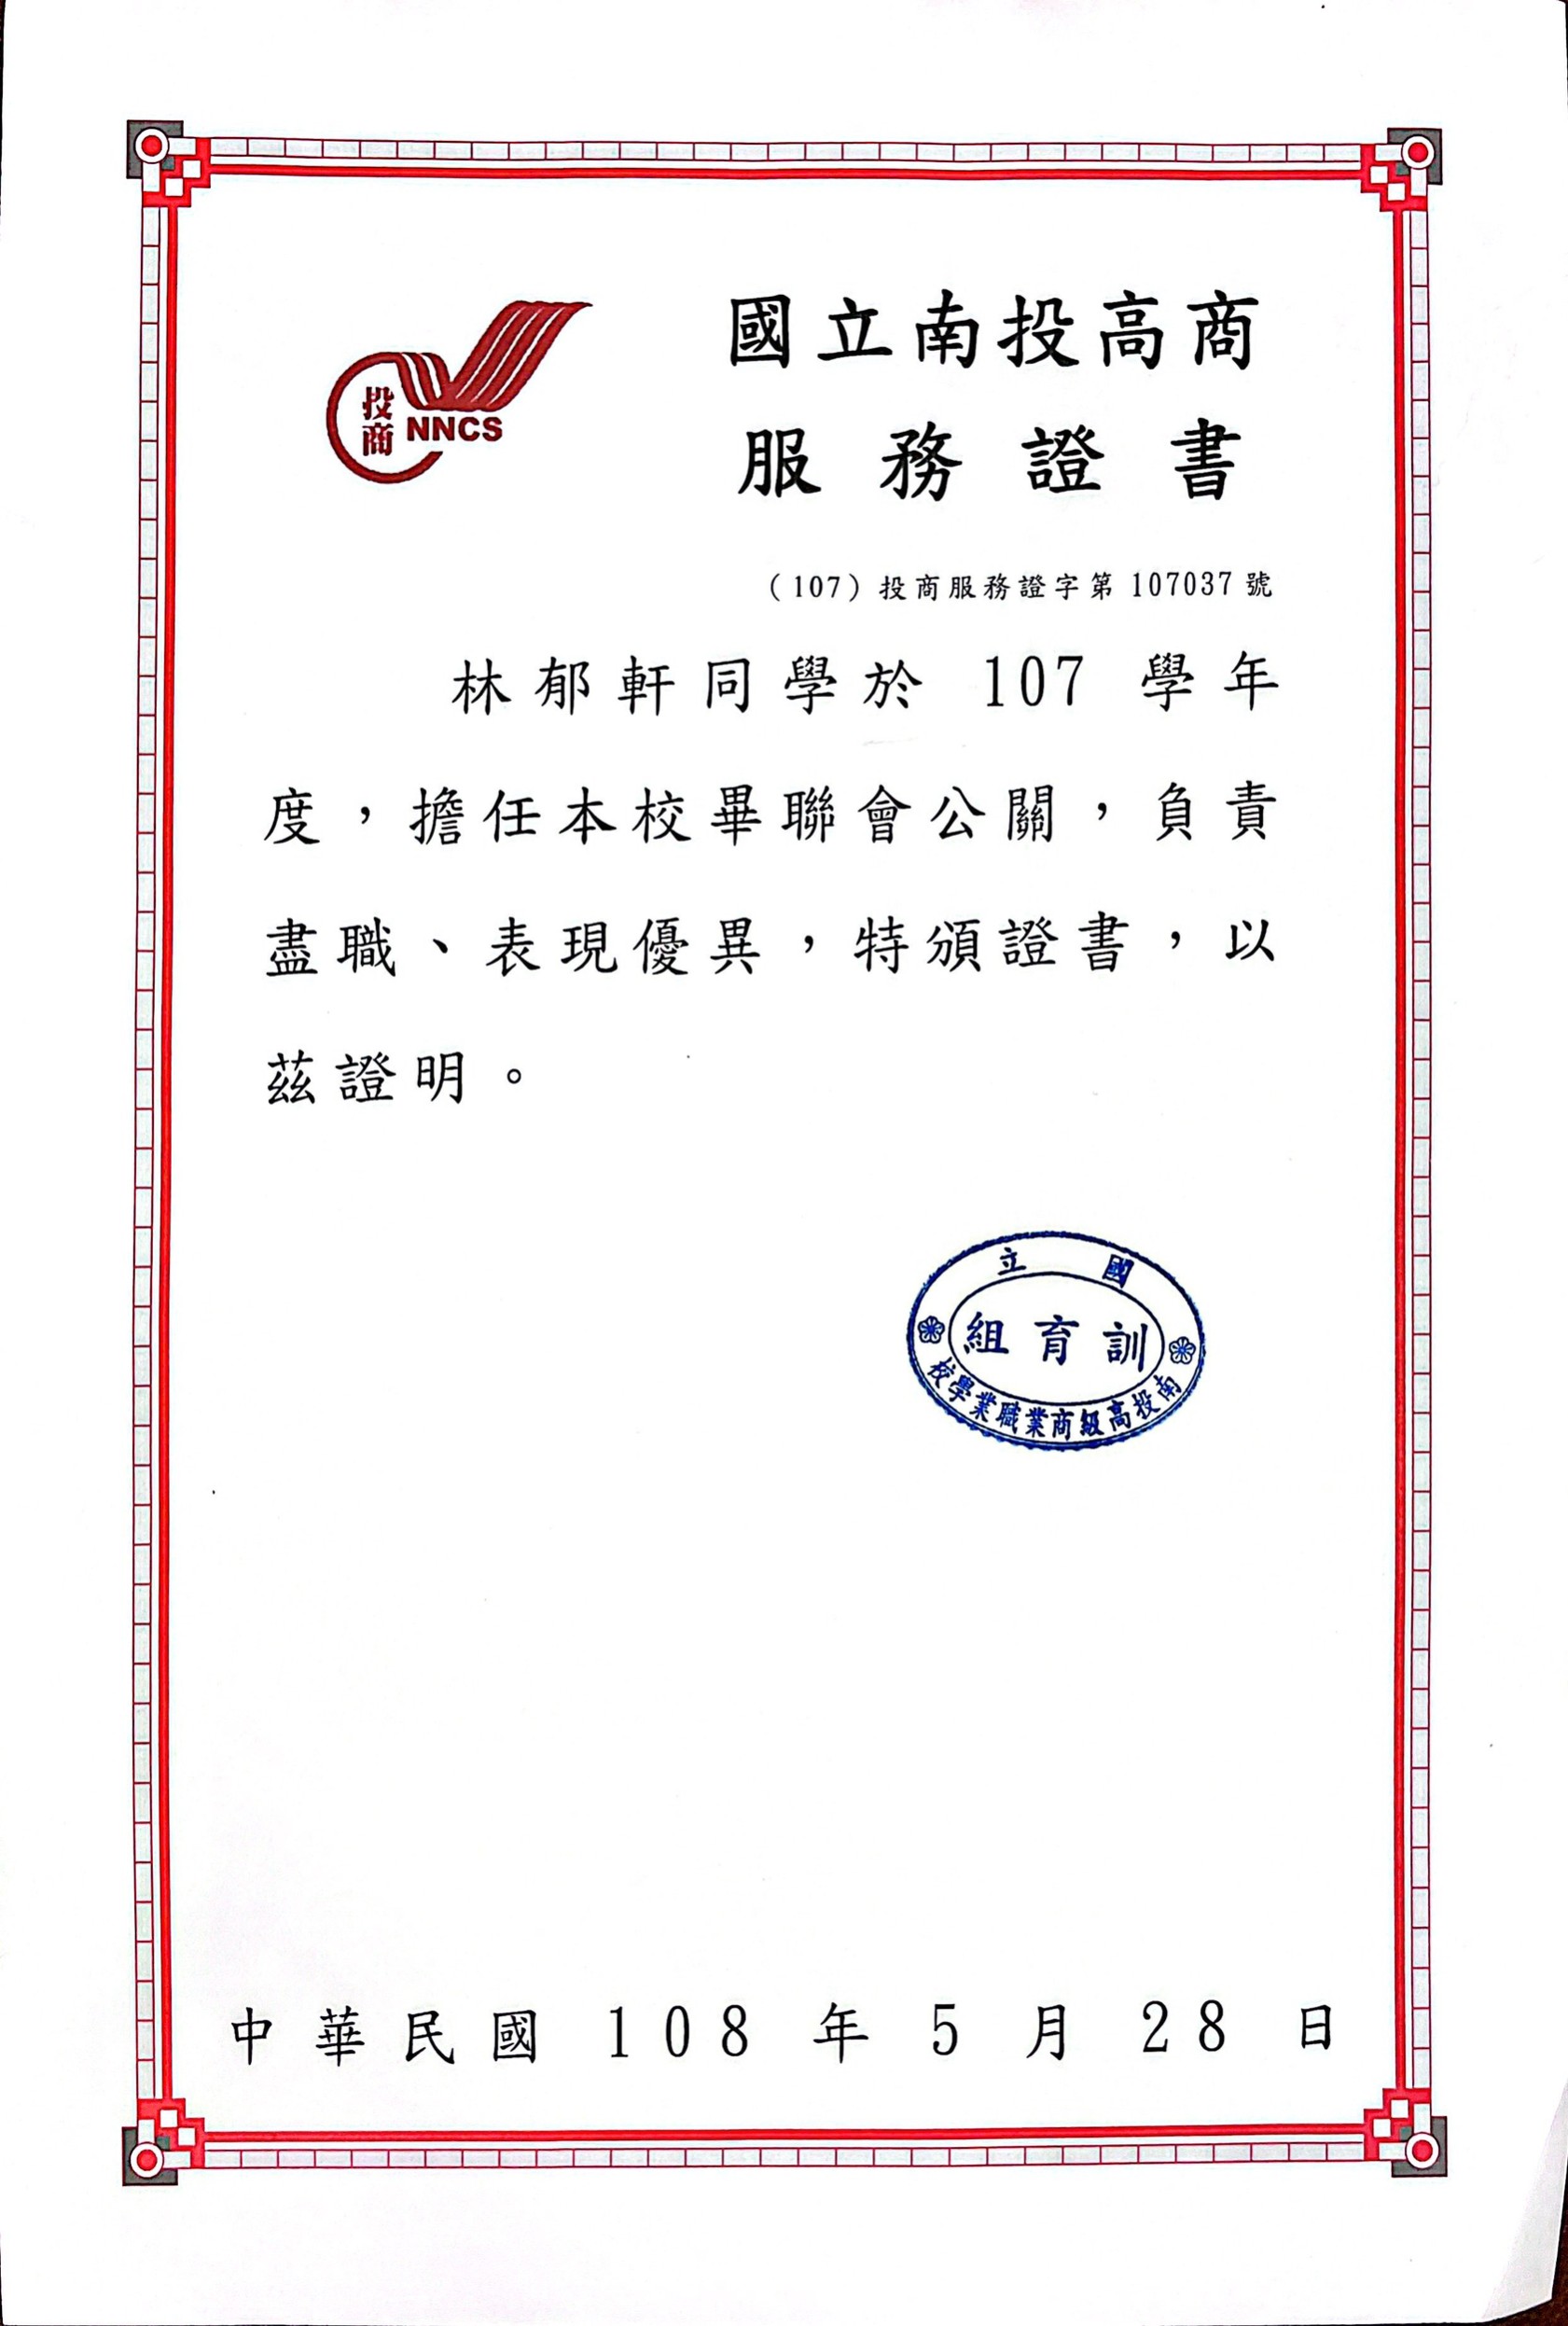 國立南投高商
投商
NNCS
服務證書
(107) 投商服務證字第 107037 號
林郁軒同學於 107 學年
度，擔任本校畢聯會公關，負責
盡職、表現優異，特頒證書，以
茲證明。
國立
訓育組
南投高級商業職業學校
中華民國 108 年 5 月 28 日